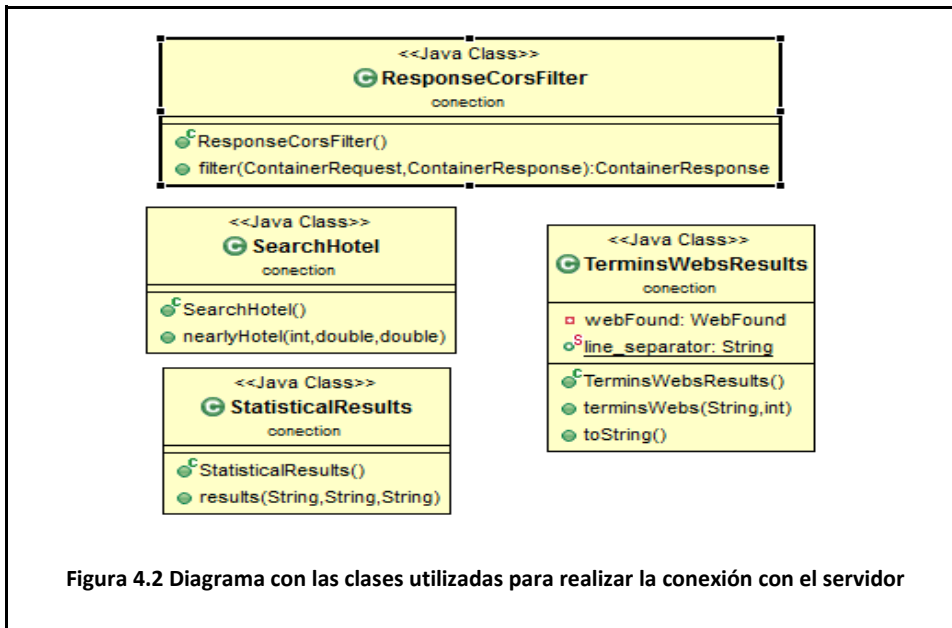 <<Java Class>>
ResponseCorsFilter
conection
ResponseCorsFilter()
filter(ContainerRequest,ContainerResponse):ContainerResponse
<<Java Class>>
SearchHotel
conection
SearchHotel()
nearlyHotel(int,double,double)
<<Java Class>>
TerminsWebsResults
conection
webFound: WebFound
line_separator: String
TerminsWebsResults()
terminsWebs(String,int)
toString()
<<Java Class>>
StatisticalResults
conection
StatisticalResults()
results(String,String,String)
Figura 4.2 Diagrama con las clases utilizadas para realizar la conexión con el servidor